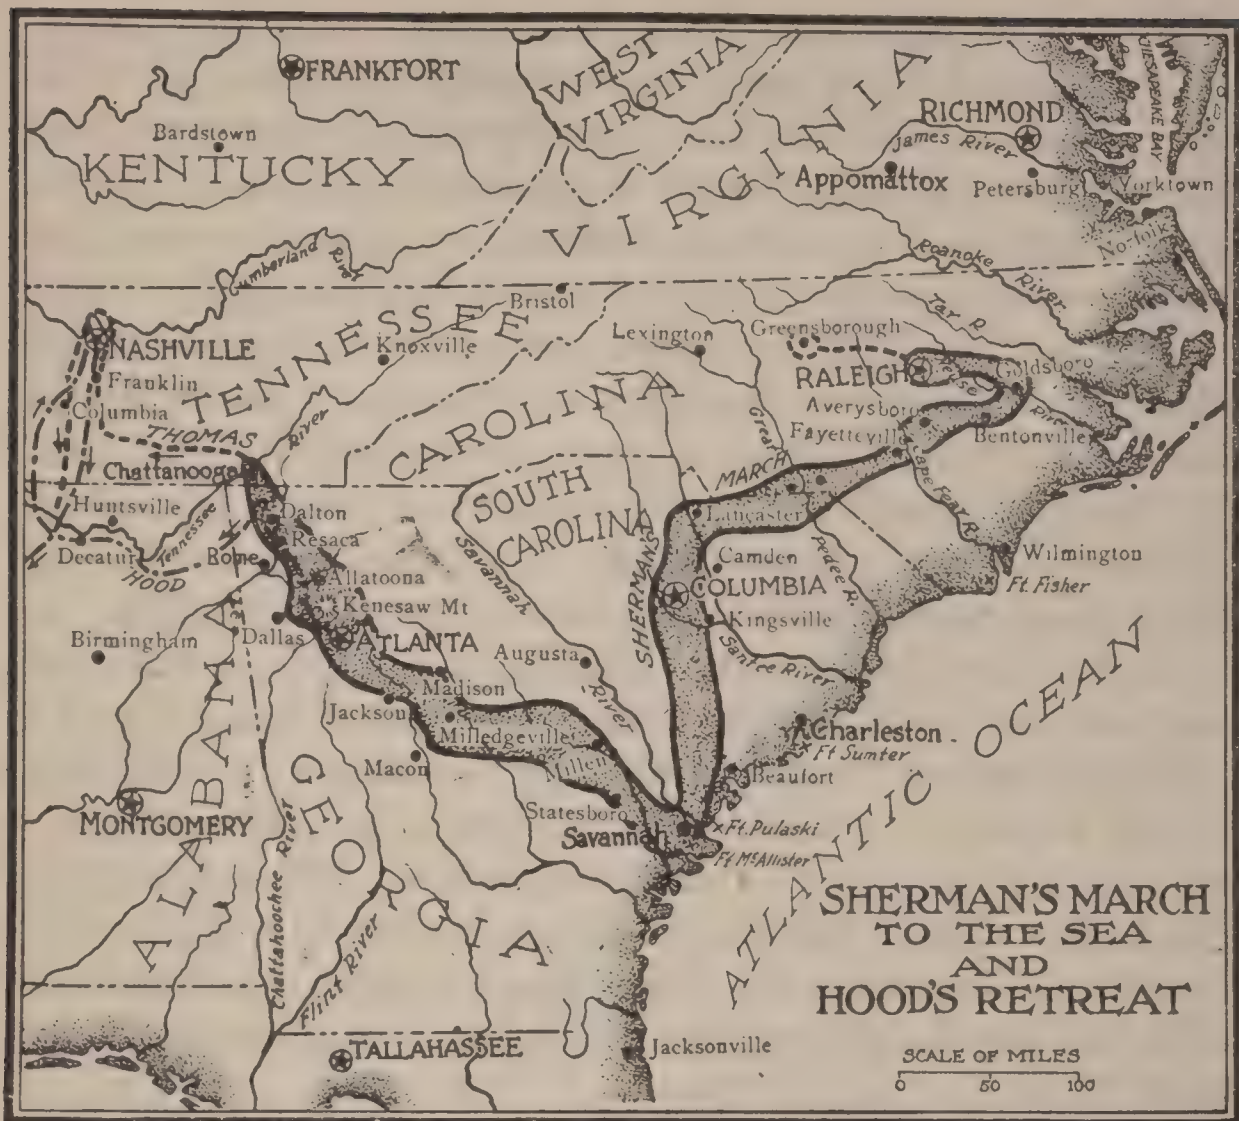 FRANKFORT
WEST
VIRGINIA
CHESAPEAKE BAY
Bardstown
KENTUCKY
RICHMOND
James River
Appomattox
Petersburg
Yorktown
VIRGINIA
Norfolk
Cumberland River
Roanoke River
Bristol
TENNESSEE
Lexington
Greensborough
Tar R.
NASHVILLE
Knoxville
Franklin
Columbia
THOMAS
River
CAROLINA
RALEIGH
Neuse
River
Goldsboro
Averysboro
Great
Fayetteville
Bentonville
Chattanooga
Huntsville
Tennessee
Decatur
HOOD
Rome
Dalton
Resaca
SOUTH
CAROLINA
MARCH
Lancaster
Cape Fear R.
Allatoona
Kenesaw Mt
Savannah
River
SHERMANS
Camden
COLUMBIA
Kingsville
Pedee R.
Wilmington
Ft. Fisher
Birmingham
Dallas
ATLANTA
Augusta
Santee River
Madison
Jackson
Milledgeville
Macon
Millen
Charleston
Ft Sumter
Beaufort
Statesboro
Savannah
Ft. Pulaski
Ft McAllister
MONTGOMERY
ALABAMA
GEORGIA
Chattahoochee River
Flint River
ATLANTIC OCEAN
TALLAHASSEE
Jacksonville
SHERMAN'S MARCH
TO THE SEA
AND
HOOD'S RETREAT
SCALE OF MILES
0 50 100